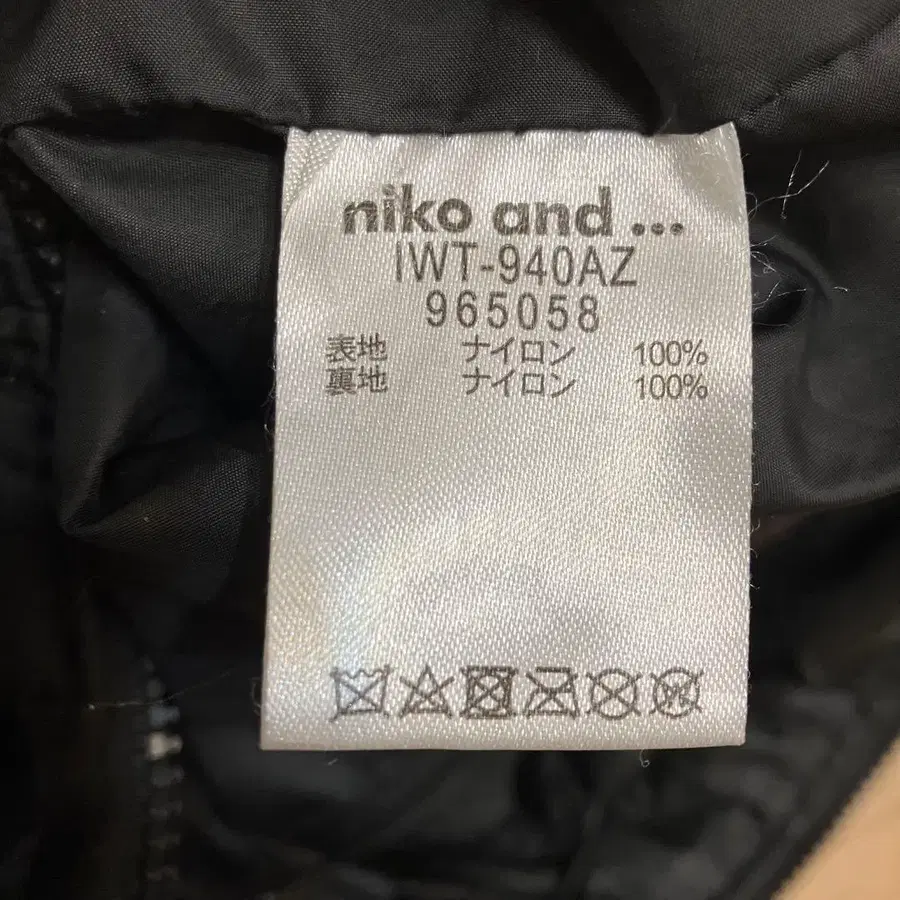 niko and ...
IWT-940AZ
965058
表地 ナイロン 100%
裏地 ナイロン 100%